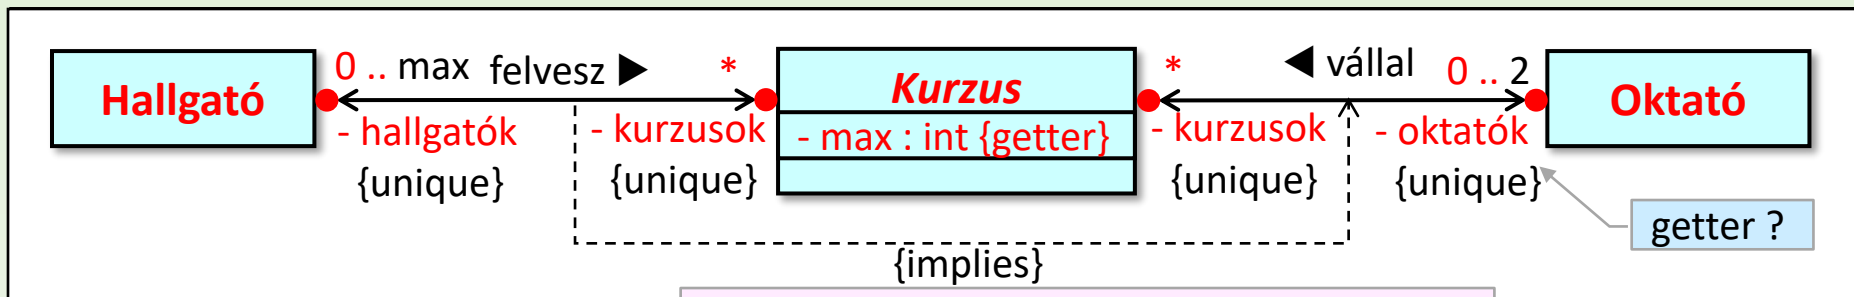 Hallgató
0 .. max
felvesz ▶
*
- hallgatók
{unique}
- kurzusok
{unique}
Kurzus
- max : int {getter}
*
◀ vállal
0 .. 2
- kurzusok
{unique}
- oktatók
{unique}
Oktató
getter ?
{implies}